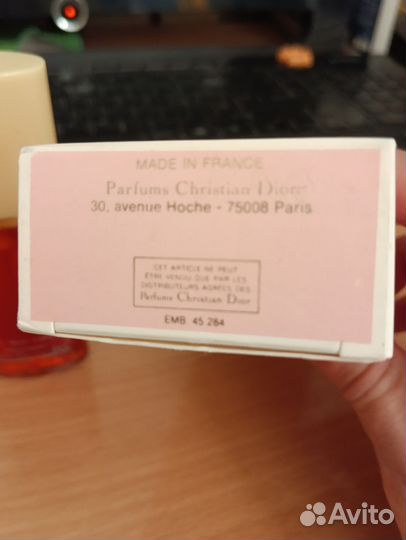 MADE IN FRANCE
Parfums Christian Dior
30, avenue Hoche - 75008 Paris
CET ARTICLE NE PEUT
ÊTRE VENDU QUE PAR LES
DISTRIBUTEURS AGRÉÉS DES
Parfums Christian Dior
EMB 45 284
Avito